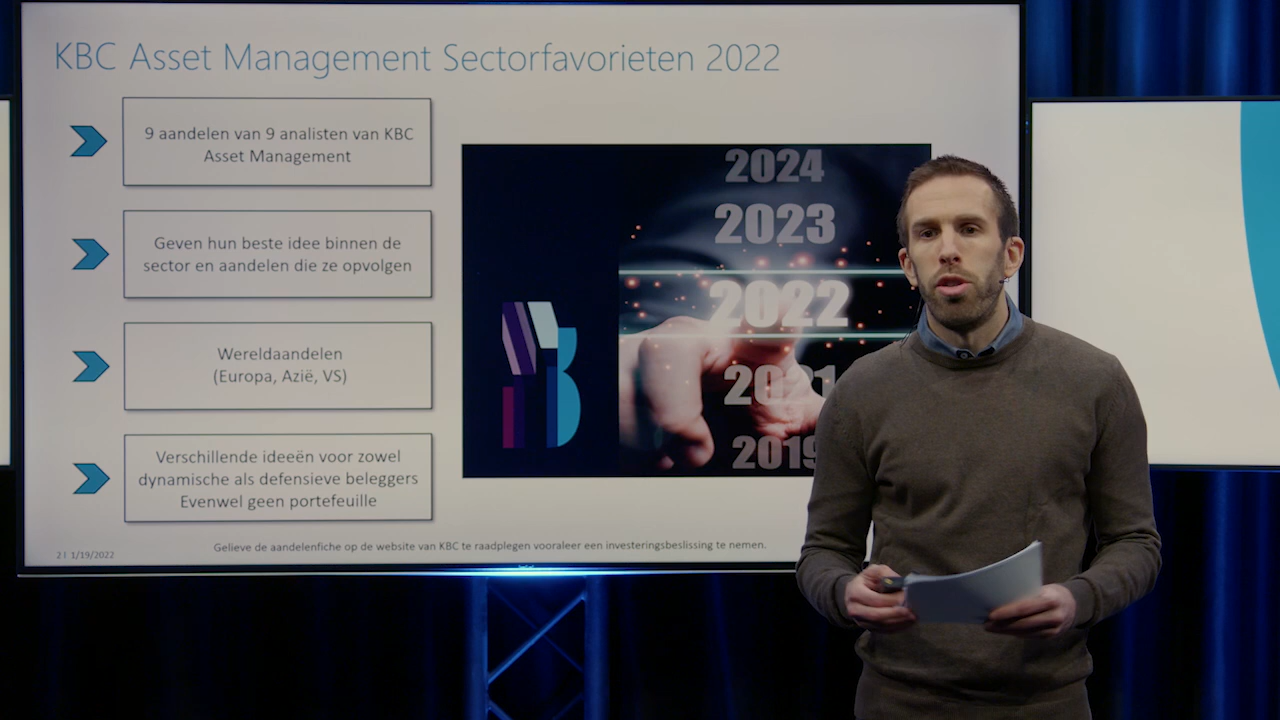 KBC Asset Management Sectorfavorieten 2022
9 aandelen van 9 analisten van KBC
Asset Management
Geven hun beste idee binnen de
sector en aandelen die ze opvolgen
Wereldaandelen
(Europa, Azië, VS)
Verschillende ideeën voor zowel
dynamische als defensieve beleggers
Evenwel geen portefeuille
2024
2023
2022
2021
2019
Gelieve de aandelenfiche op de website van KBC te raadplegen vooraleer een investeringsbeslissing te nemen.
2 | 1/19/2022